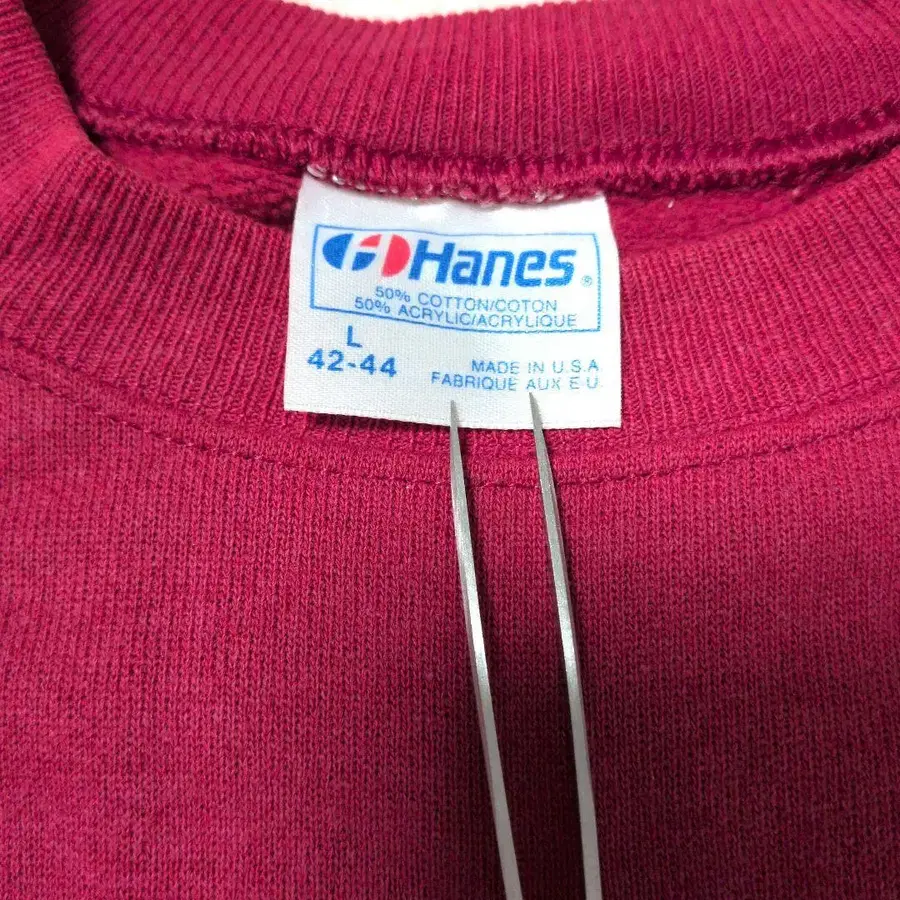 Hanes®
50% COTTON/COTON
50% ACRYLIC/ACRYLIQUE
L
42-44
MADE IN U.S.A
FABRIQUE AUX E.U.